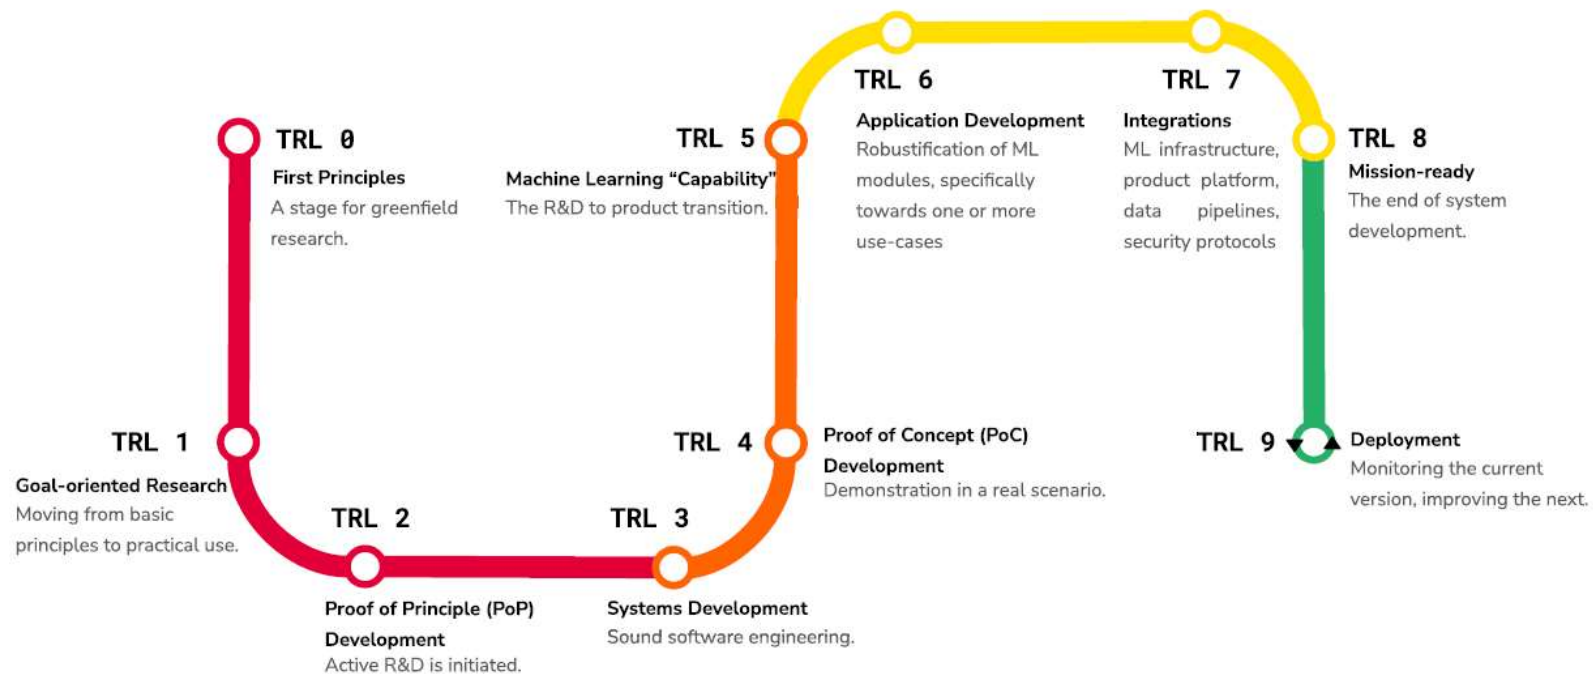 TRL 0
First Principles
A stage for greenfield
research.
TRL 1
Goal-oriented Research
Moving from basic
principles to practical use.
TRL 2
Proof of Principle (PoP)
Development
Active R&D is initiated.
TRL 3
Systems Development
Sound software engineering.
TRL 4
Proof of Concept (PoC)
Development
Demonstration in a real scenario.
TRL 5
Machine Learning “Capability”
The R&D to product transition.
TRL 6
Application Development
Robustification of ML
modules, specifically
towards one or more
use-cases
TRL 7
Integrations
ML infrastructure,
product platform,
data pipelines,
security protocols
TRL 8
Mission-ready
The end of system
development.
TRL 9
Deployment
Monitoring the current
version, improving the next.